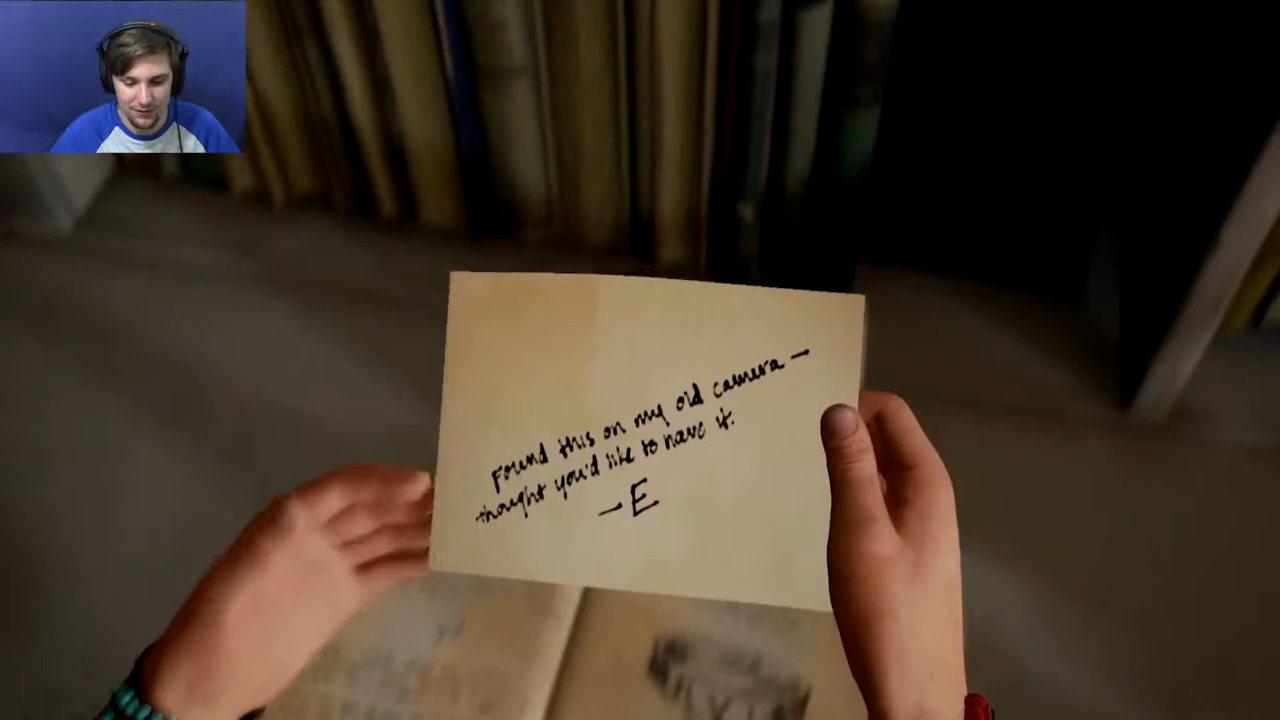 Found this on my old camera —
thought you'd like to have it.
— E